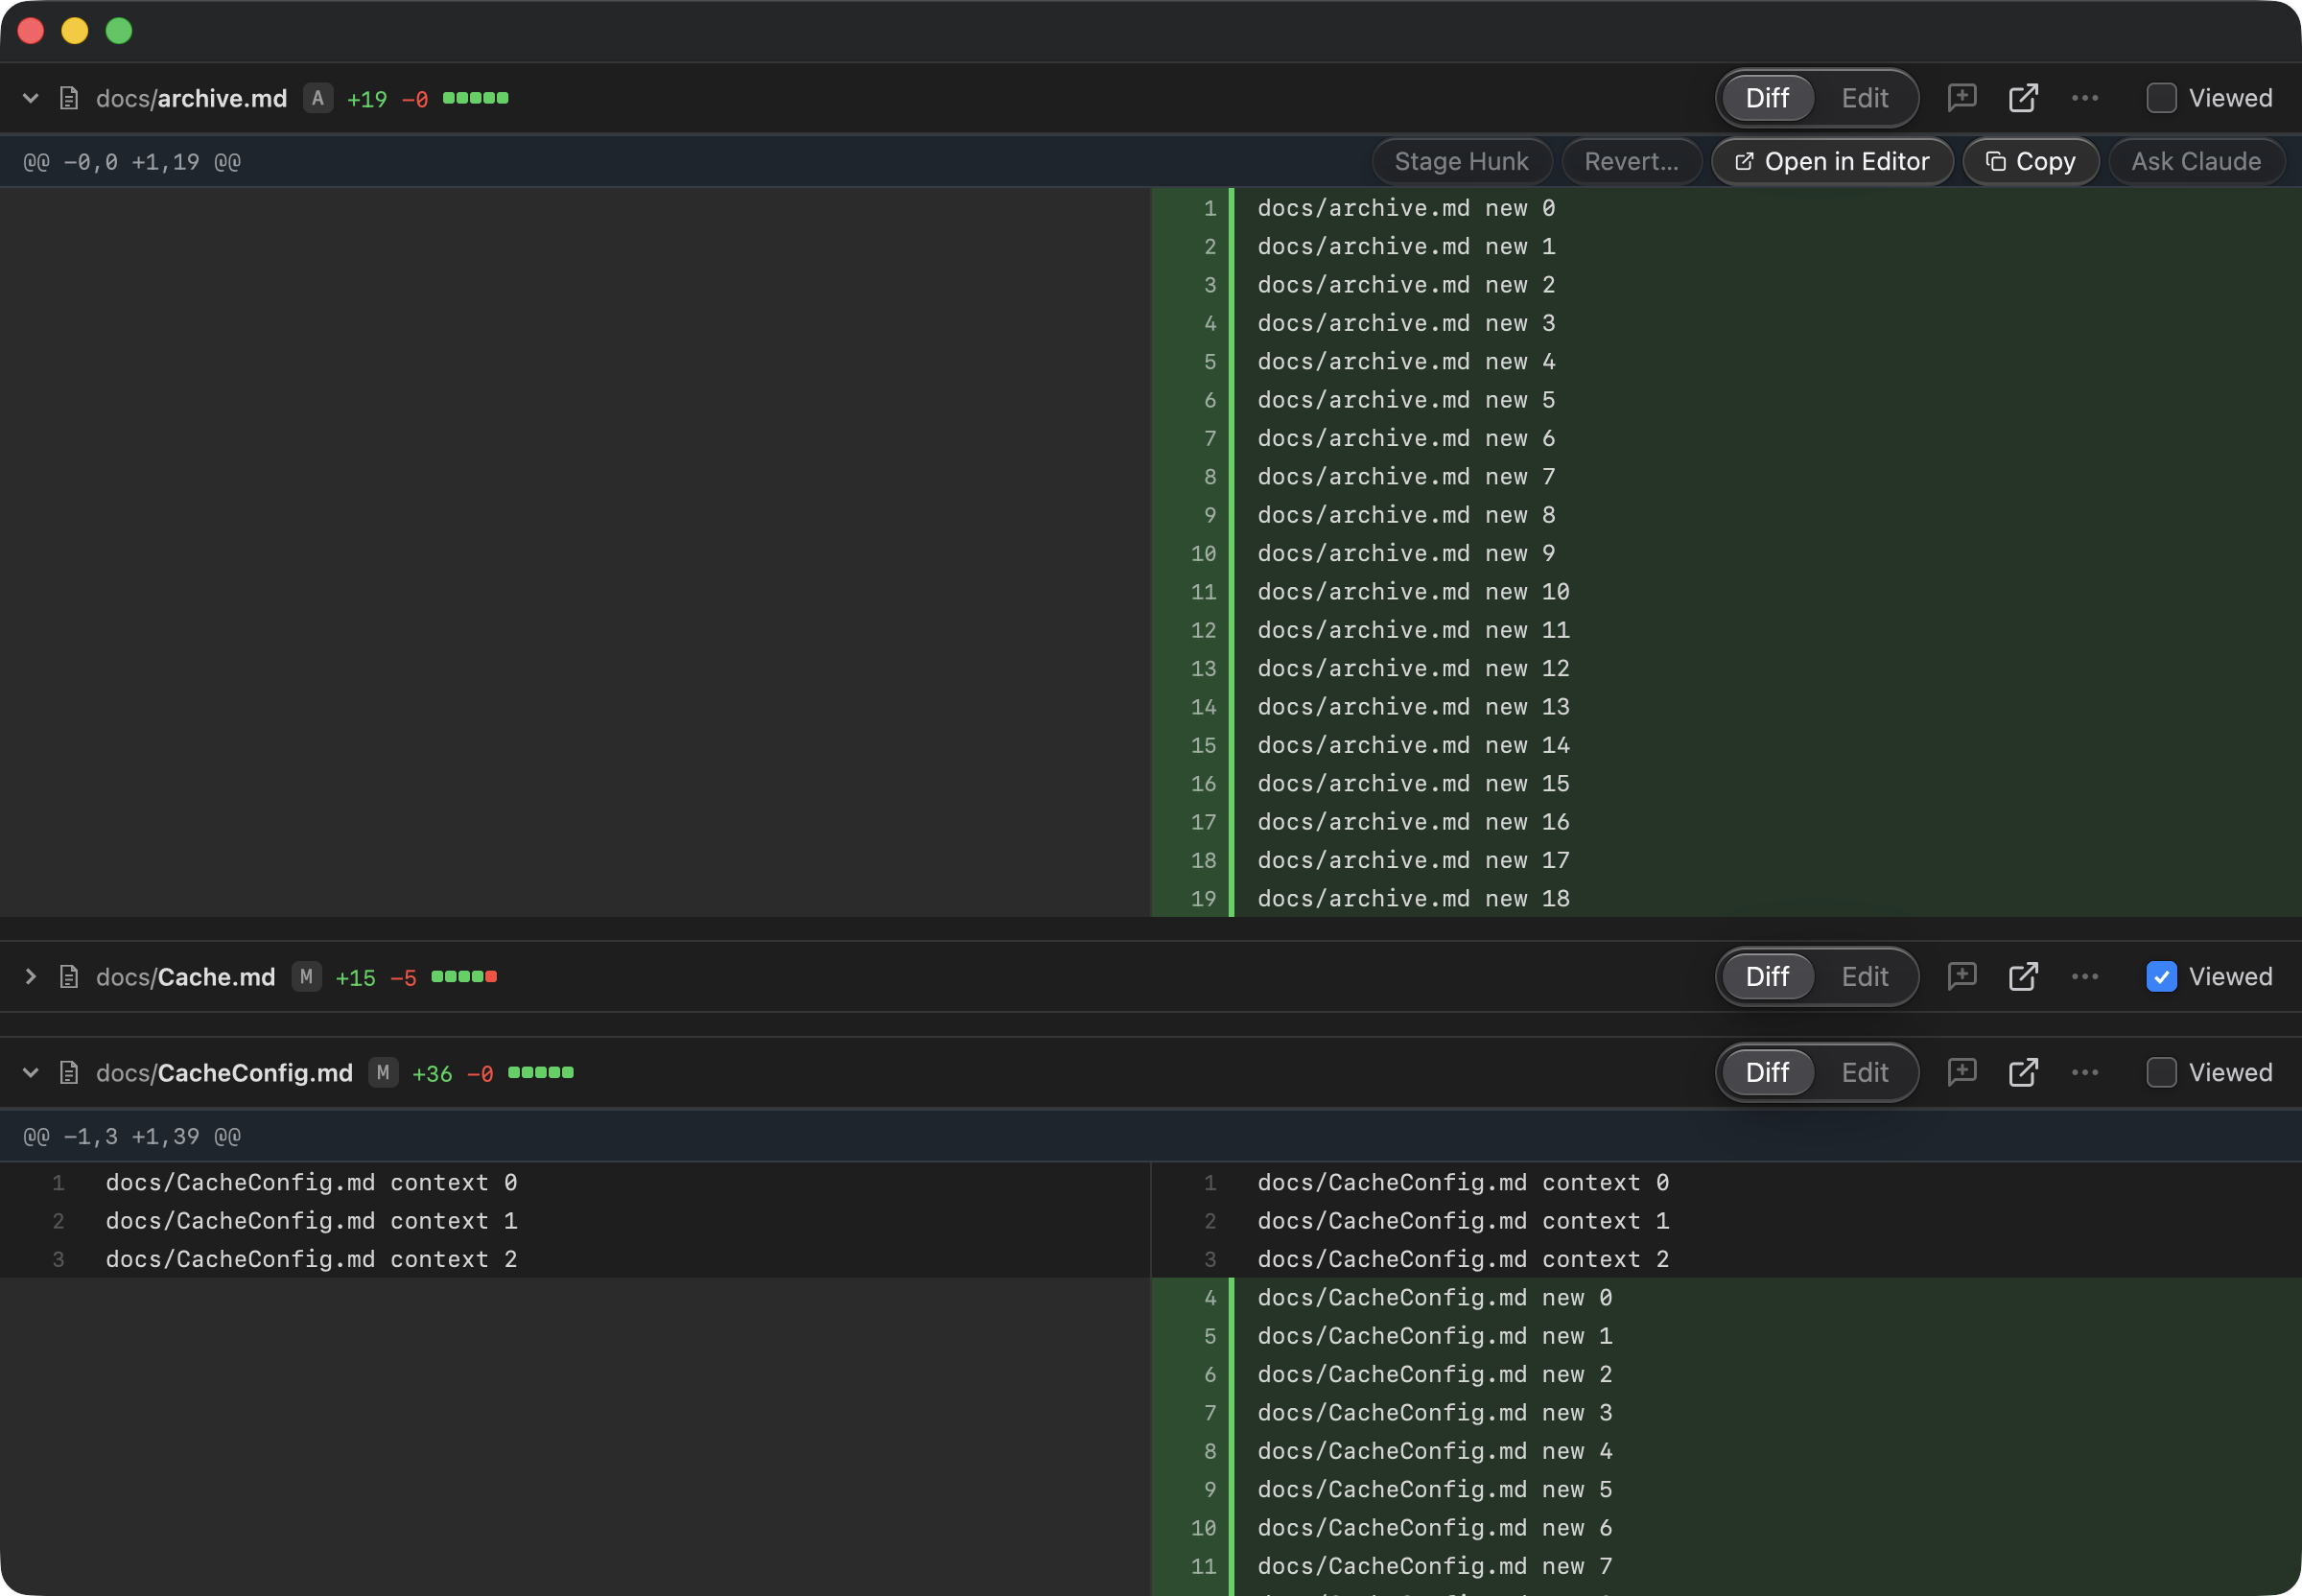 docs/archive.md A +19 −0 Diff Edit Viewed
@@ −0,0 +1,19 @@ Stage Hunk Revert... Open in Editor Copy Ask Claude
1 docs/archive.md new 0
2 docs/archive.md new 1
3 docs/archive.md new 2
4 docs/archive.md new 3
5 docs/archive.md new 4
6 docs/archive.md new 5
7 docs/archive.md new 6
8 docs/archive.md new 7
9 docs/archive.md new 8
10 docs/archive.md new 9
11 docs/archive.md new 10
12 docs/archive.md new 11
13 docs/archive.md new 12
14 docs/archive.md new 13
15 docs/archive.md new 14
16 docs/archive.md new 15
17 docs/archive.md new 16
18 docs/archive.md new 17
19 docs/archive.md new 18
docs/Cache.md M +15 −5 Diff Edit Viewed
docs/CacheConfig.md M +36 −0 Diff Edit Viewed
@@ −1,3 +1,39 @@
1 docs/CacheConfig.md context 0 1 docs/CacheConfig.md context 0
2 docs/CacheConfig.md context 1 2 docs/CacheConfig.md context 1
3 docs/CacheConfig.md context 2 3 docs/CacheConfig.md context 2
4 docs/CacheConfig.md new 0
5 docs/CacheConfig.md new 1
6 docs/CacheConfig.md new 2
7 docs/CacheConfig.md new 3
8 docs/CacheConfig.md new 4
9 docs/CacheConfig.md new 5
10 docs/CacheConfig.md new 6
11 docs/CacheConfig.md new 7